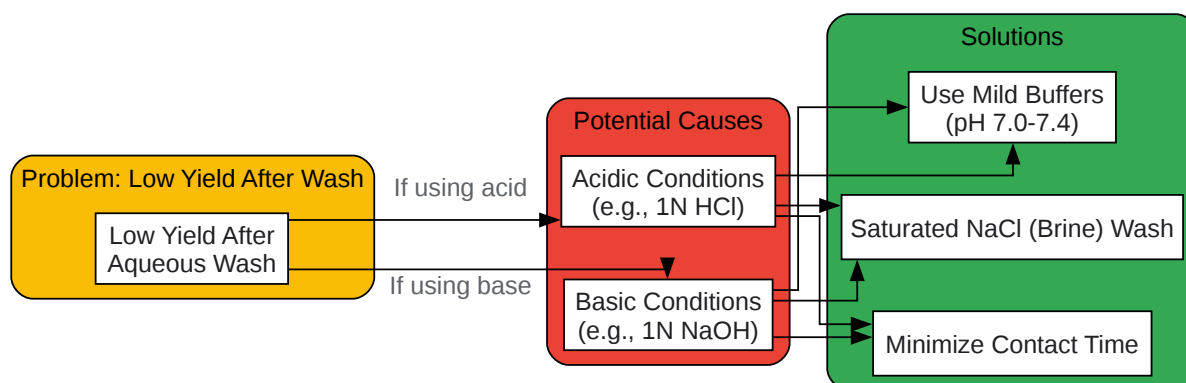 Problem: Low Yield After Wash
Low Yield After
Aqueous Wash
If using acid
If using base
Potential Causes
Acidic Conditions
(e.g., 1N HCl)
Basic Conditions
(e.g., 1N NaOH)
Solutions
Use Mild Buffers
(pH 7.0-7.4)
Saturated NaCl (Brine) Wash
Minimize Contact Time